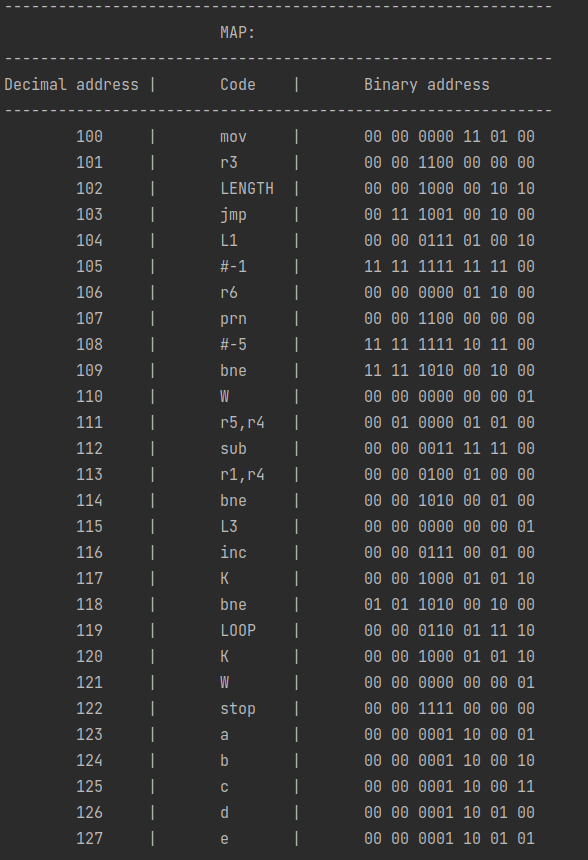 -------------------------------------------------------------
MAP:
-------------------------------------------------------------
Decimal address | Code | Binary address
-------------------------------------------------------------
100 | mov | 00 00 0000 11 01 00
101 | r3 | 00 00 1100 00 00 00
102 | LENGTH | 00 00 1000 00 10 10
103 | jmp | 00 11 1001 00 10 00
104 | L1 | 00 00 0111 01 00 10
105 | #-1 | 11 11 1111 11 11 00
106 | r6 | 00 00 0000 01 10 00
107 | prn | 00 00 1100 00 00 00
108 | #-5 | 11 11 1111 10 11 00
109 | bne | 11 11 1010 00 10 00
110 | W | 00 00 0000 00 00 01
111 | r5,r4 | 00 01 0000 01 01 00
112 | sub | 00 00 0011 11 11 00
113 | r1,r4 | 00 00 0100 01 00 00
114 | bne | 00 00 1010 00 01 00
115 | L3 | 00 00 0000 00 00 01
116 | inc | 00 00 0111 00 01 00
117 | K | 00 00 1000 01 01 10
118 | bne | 01 01 1010 00 10 00
119 | LOOP | 00 00 0110 01 11 10
120 | K | 00 00 1000 01 01 10
121 | W | 00 00 0000 00 00 01
122 | stop | 00 00 1111 00 00 00
123 | a | 00 00 0001 10 00 01
124 | b | 00 00 0001 10 00 10
125 | c | 00 00 0001 10 00 11
126 | d | 00 00 0001 10 01 00
127 | e | 00 00 0001 10 01 01